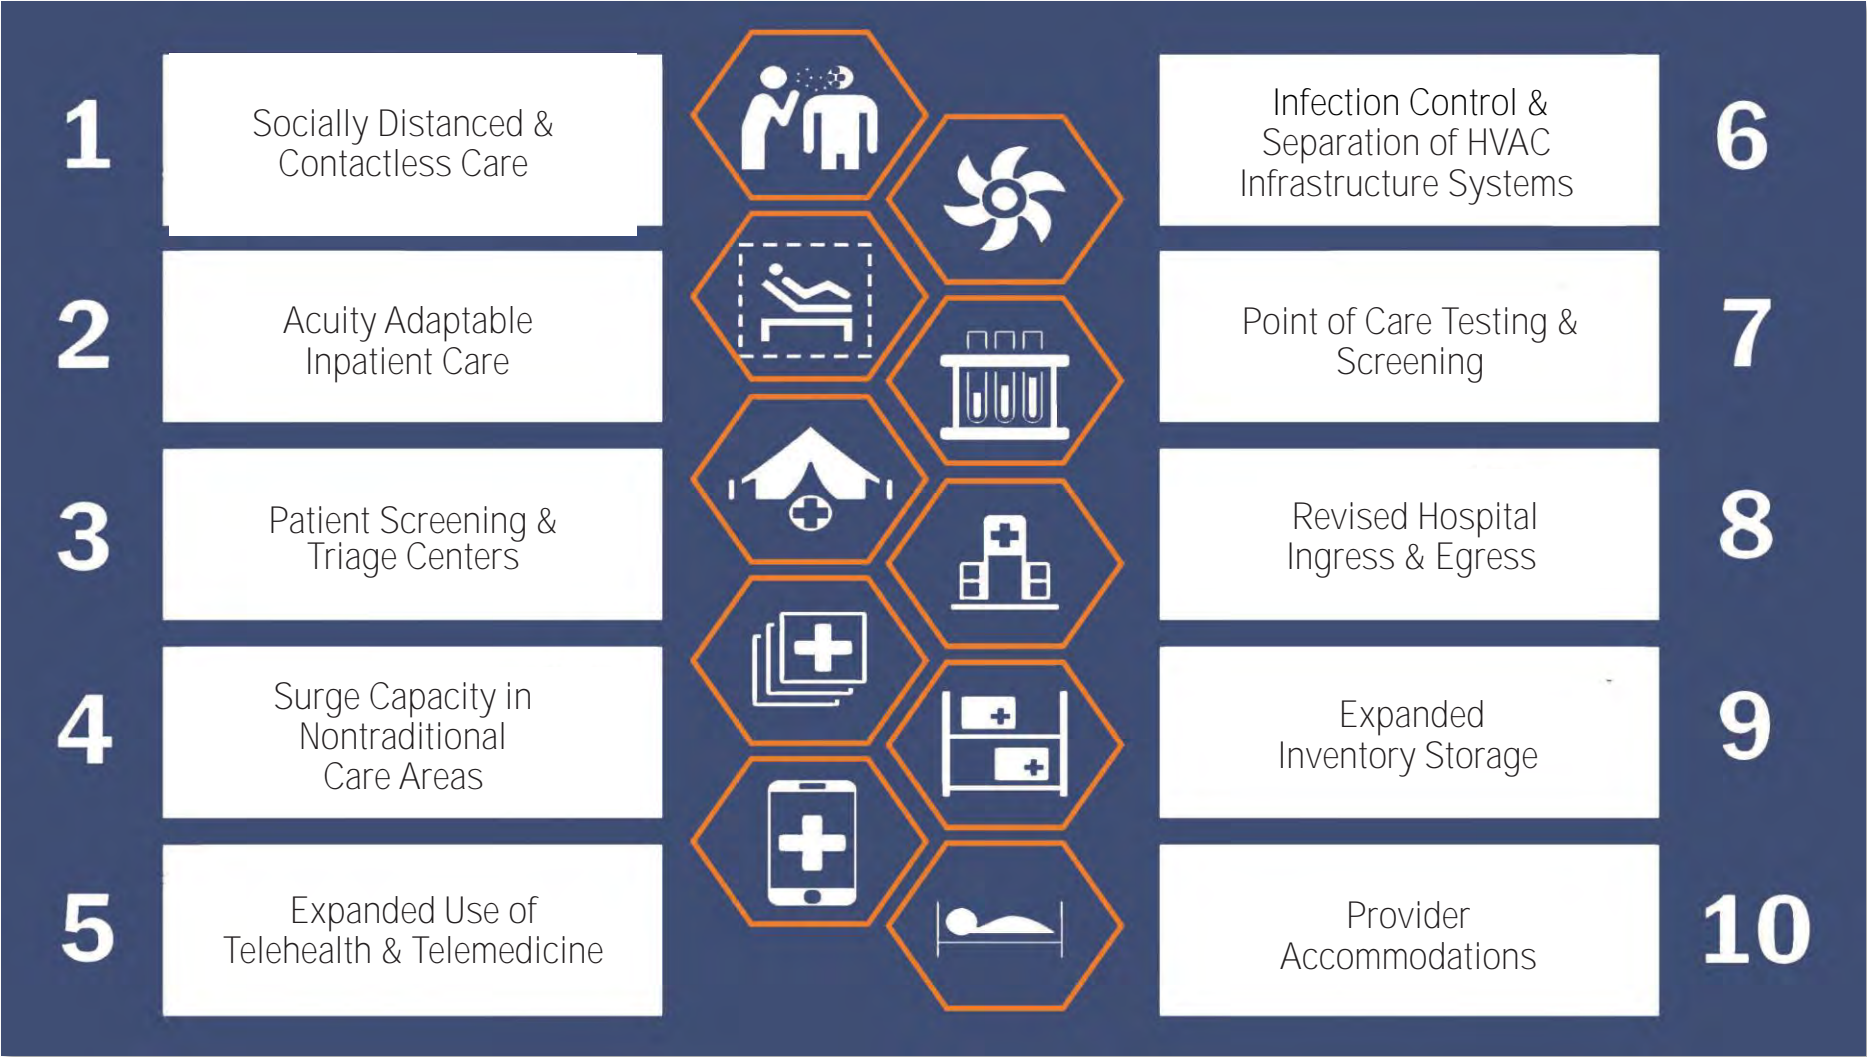 1
Socially Distanced &
Contactless Care
2
Acuity Adaptable
Inpatient Care
3
Patient Screening &
Triage Centers
4
Surge Capacity in
Nontraditional
Care Areas
5
Expanded Use of
Telehealth & Telemedicine
Infection Control &
Separation of HVAC
Infrastructure Systems
6
Point of Care Testing &
Screening
7
Revised Hospital
Ingress & Egress
8
Expanded
Inventory Storage
9
Provider
Accommodations
10